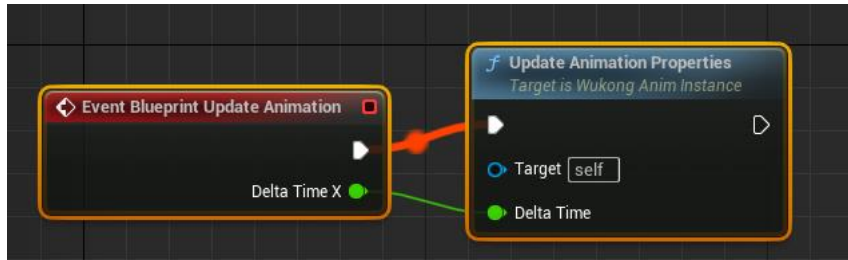 Event Blueprint Update Animation
Delta Time X
f Update Animation Properties
Target is Wukong Anim Instance
Target self
Delta Time